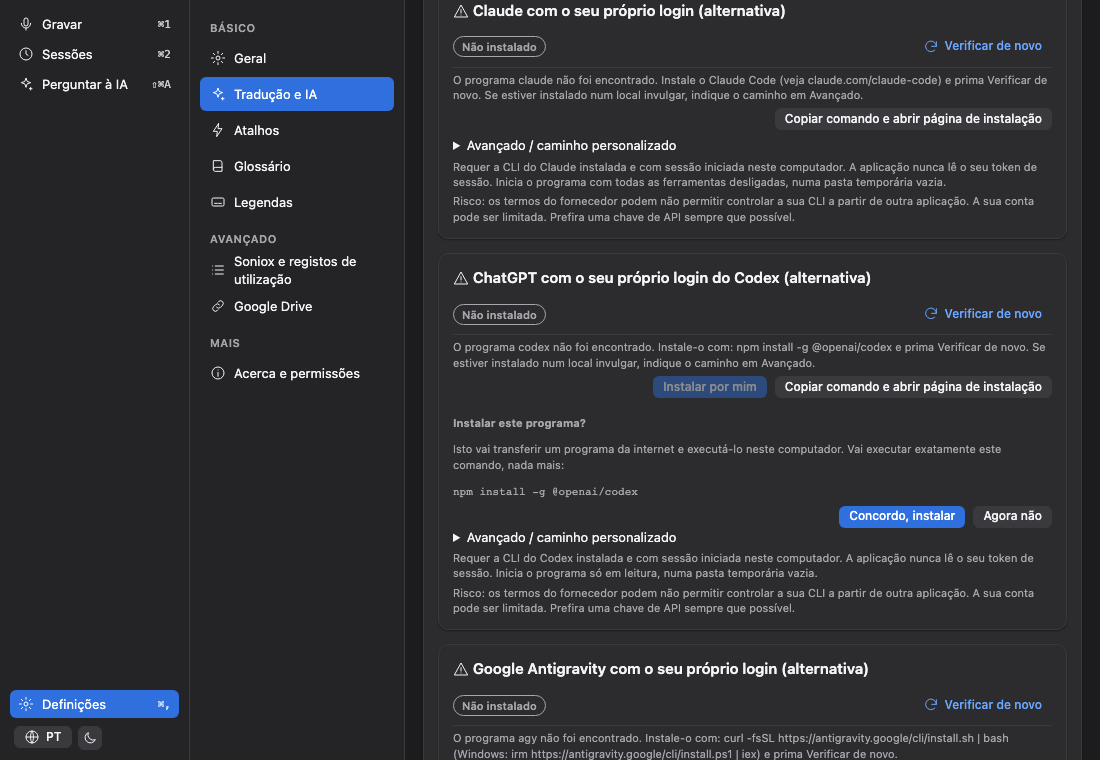 Gravar ⌘1
Sessões ⌘2
Perguntar à IA ⇧⌘A
Definições ⌘,
PT
BÁSICO
Geral
Tradução e IA
Atalhos
Glossário
Legendas
AVANÇADO
Soniox e registos de
utilização
Google Drive
MAIS
Acerca e permissões
Claude com o seu próprio login (alternativa)
Não instalado
Verificar de novo
O programa claude não foi encontrado. Instale o Claude Code (veja claude.com/claude-code) e prima Verificar de
novo. Se estiver instalado num local invulgar, indique o caminho em Avançado.
Copiar comando e abrir página de instalação
Avançado / caminho personalizado
Requer a CLI do Claude instalada e com sessão iniciada neste computador. A aplicação nunca lê o seu token de
sessão. Inicia o programa com todas as ferramentas desligadas, numa pasta temporária vazia.
Risco: os termos do fornecedor podem não permitir controlar a sua CLI a partir de outra aplicação. A sua conta
pode ser limitada. Prefira uma chave de API sempre que possível.
ChatGPT com o seu próprio login do Codex (alternativa)
Não instalado
Verificar de novo
O programa codex não foi encontrado. Instale-o com: npm install -g @openai/codex e prima Verificar de novo. Se
estiver instalado num local invulgar, indique o caminho em Avançado.
Instalar por mim
Copiar comando e abrir página de instalação
Instalar este programa?
Isto vai transferir um programa da internet e executá-lo neste computador. Vai executar exatamente este
comando, nada mais:
npm install -g @openai/codex
Concordo, instalar
Agora não
Avançado / caminho personalizado
Requer a CLI do Codex instalada e com sessão iniciada neste computador. A aplicação nunca lê o seu token de
sessão. Inicia o programa só em leitura, numa pasta temporária vazia.
Risco: os termos do fornecedor podem não permitir controlar a sua CLI a partir de outra aplicação. A sua conta
pode ser limitada. Prefira uma chave de API sempre que possível.
Google Antigravity com o seu próprio login (alternativa)
Não instalado
Verificar de novo
O programa agy não foi encontrado. Instale-o com: curl -fsSL https://antigravity.google/cli/install.sh | bash
(Windows: irm https://antigravity.google/cli/install.ps1 | iex) e prima Verificar de novo.